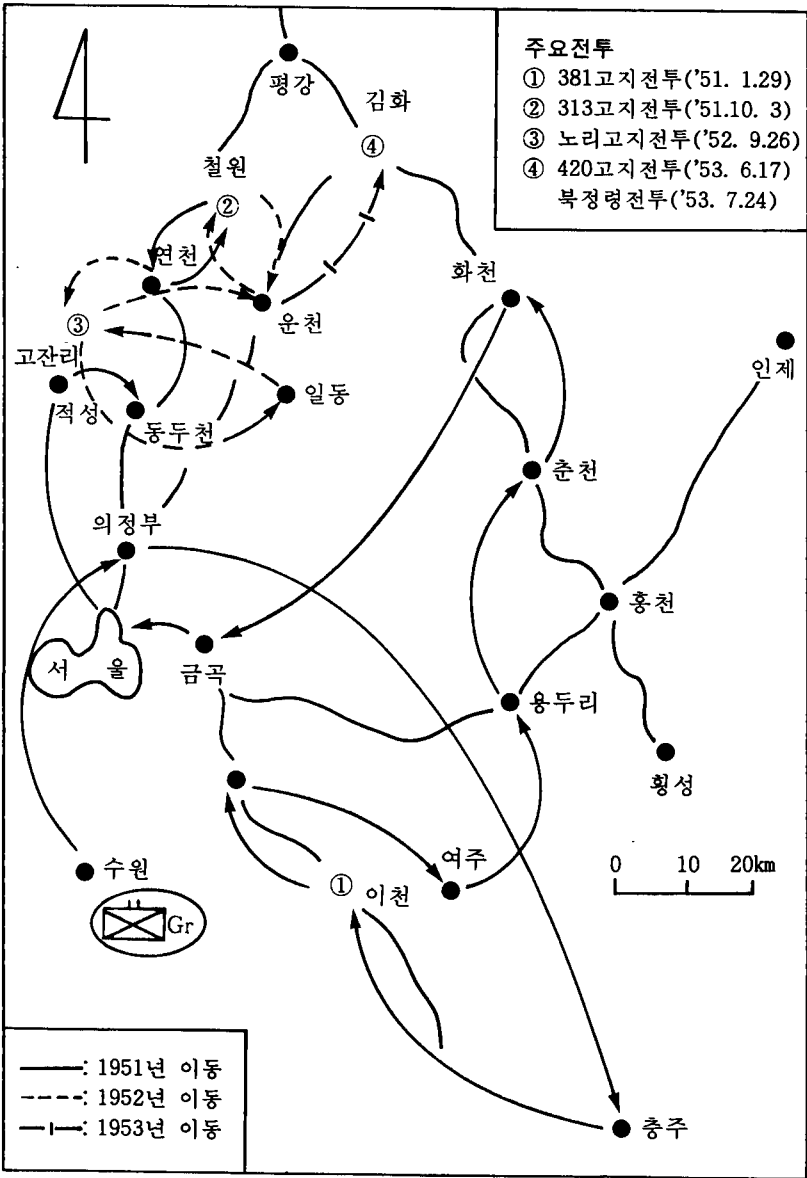 주요전투
① 381고지전투('51. 1.29)
② 313고지전투('51.10. 3)
③ 노리고지전투('52. 9.26)
④ 420고지전투('53. 6.17)
북정령전투('53. 7.24)
평강
김화
④
철원
②
연천
화천
운천
③
인제
고잔리
적성
일동
동두천
춘천
의정부
홍천
서울
금곡
용두리
횡성
수원
여주
① 이천
0 10 20km
Gr
충주
: 1951년 이동
: 1952년 이동
: 1953년 이동